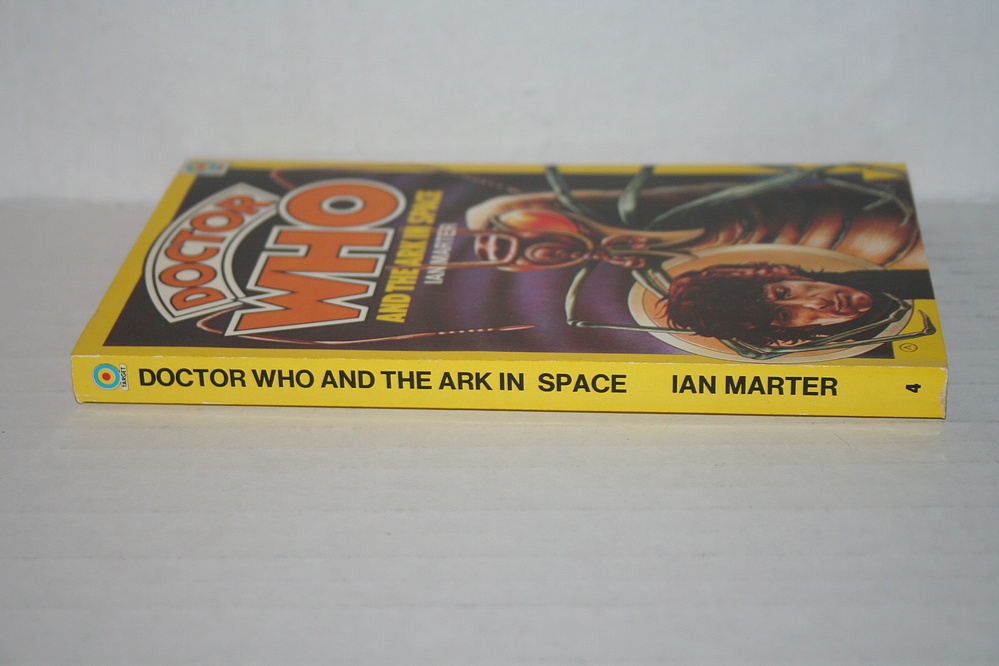 DOCTOR
WHO
AND THE ARK IN SPACE
IAN MARTER
TARGET
DOCTOR WHO AND THE ARK IN SPACE IAN MARTER 4